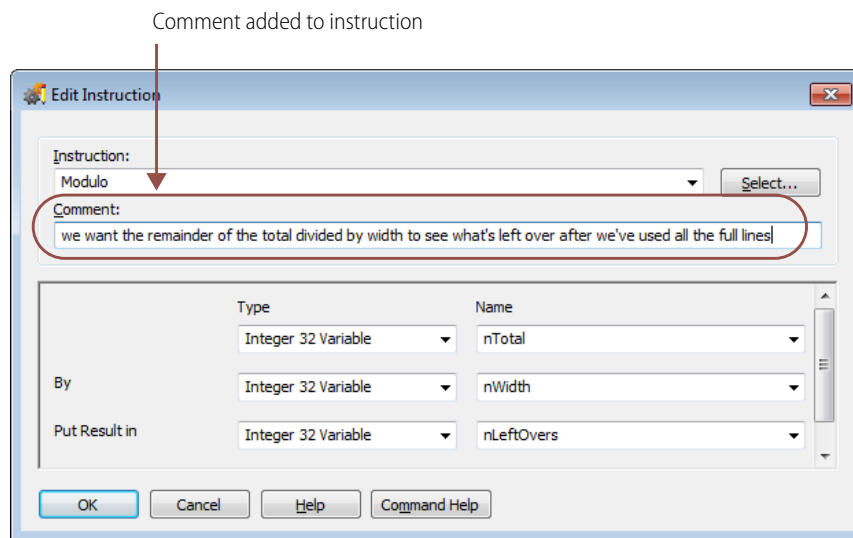 Comment added to instruction
Edit Instruction
Instruction:
Modulo
Select...
Comment:
we want the remainder of the total divided by width to see what's left over after we've used all the full lines
Type Name
Integer 32 Variable nTotal
By Integer 32 Variable nWidth
Put Result in Integer 32 Variable nLeftOvers
OK Cancel Help Command Help